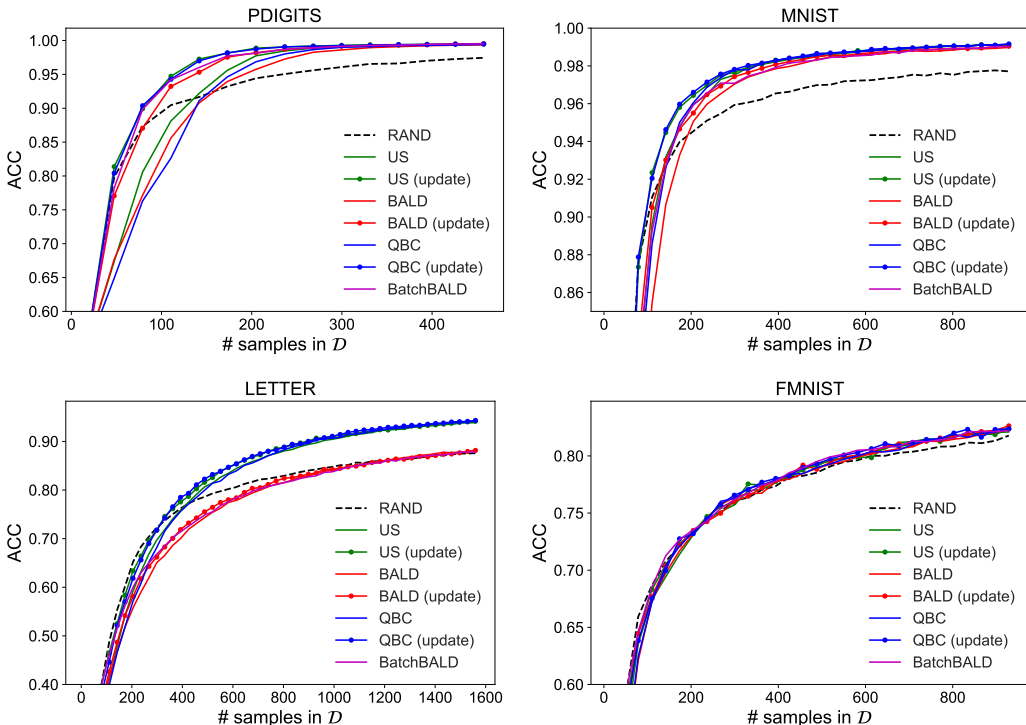 PDIGITS
1.00
0.95
0.90
0.85
0.80
0.75
0.70
0.65
0.60
ACC
0 100 200 300 400
# samples in 𝒟
RAND
US
US (update)
BALD
BALD (update)
QBC
QBC (update)
BatchBALD
MNIST
1.00
0.98
0.96
0.94
0.92
0.90
0.88
0.86
ACC
0 200 400 600 800
# samples in 𝒟
RAND
US
US (update)
BALD
BALD (update)
QBC
QBC (update)
BatchBALD
LETTER
0.90
0.80
0.70
0.60
0.50
0.40
ACC
0 200 400 600 800 1000 1200 1400 1600
# samples in 𝒟
RAND
US
US (update)
BALD
BALD (update)
QBC
QBC (update)
BatchBALD
FMNIST
0.80
0.75
0.70
0.65
0.60
ACC
0 200 400 600 800
# samples in 𝒟
RAND
US
US (update)
BALD
BALD (update)
QBC
QBC (update)
BatchBALD